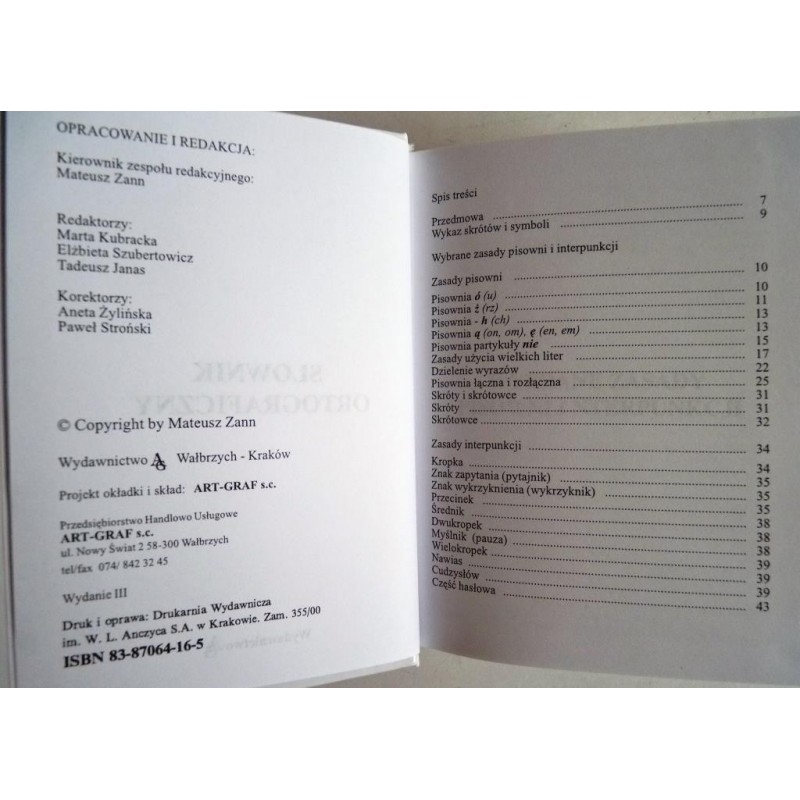 OPRACOWANIE I REDAKCJA:
Kierownik zespołu redakcyjnego:
Mateusz Zann
Redaktorzy:
Marta Kubracka
Elżbieta Szubertowicz
Tadeusz Janas
Korektorzy:
Aneta Żylińska
Paweł Stroński
© Copyright by Mateusz Zann
Wydawnictwo AG Wałbrzych - Kraków
Projekt okładki i skład: ART-GRAF s.c.
Przedsiębiorstwo Handlowo Usługowe
ART-GRAF s.c.
ul. Nowy Świat 2 58-300 Wałbrzych
tel/fax 074/ 842 32 45
Wydanie III
Druk i oprawa: Drukarnia Wydawnicza
im. W. L. Anczyca S.A. w Krakowie. Zam. 355/00
ISBN 83-87064-16-5
Spis treści
Przedmowa 7
Wykaz skrótów i symboli 9
Wybrane zasady pisowni i interpunkcji
Zasady pisowni 10
Pisownia ó (u) 10
Pisownia ż (rz) 11
Pisownia - h (ch) 13
Pisownia ą (on, om), ę (en, em) 13
Pisownia partykuły nie 15
Zasady użycia wielkich liter 17
Dzielenie wyrazów 22
Pisownia łączna i rozłączna 25
Skróty i skrótowce 31
Skróty 31
Skrótowce 32
Zasady interpunkcji 34
Kropka 34
Znak zapytania (pytajnik) 35
Znak wykrzyknienia (wykrzyknik) 35
Przecinek 35
Średnik 38
Dwukropek 38
Myślnik (pauza) 38
Wielokropek 39
Nawias 39
Cudzysłów 39
Część hasłowa 43